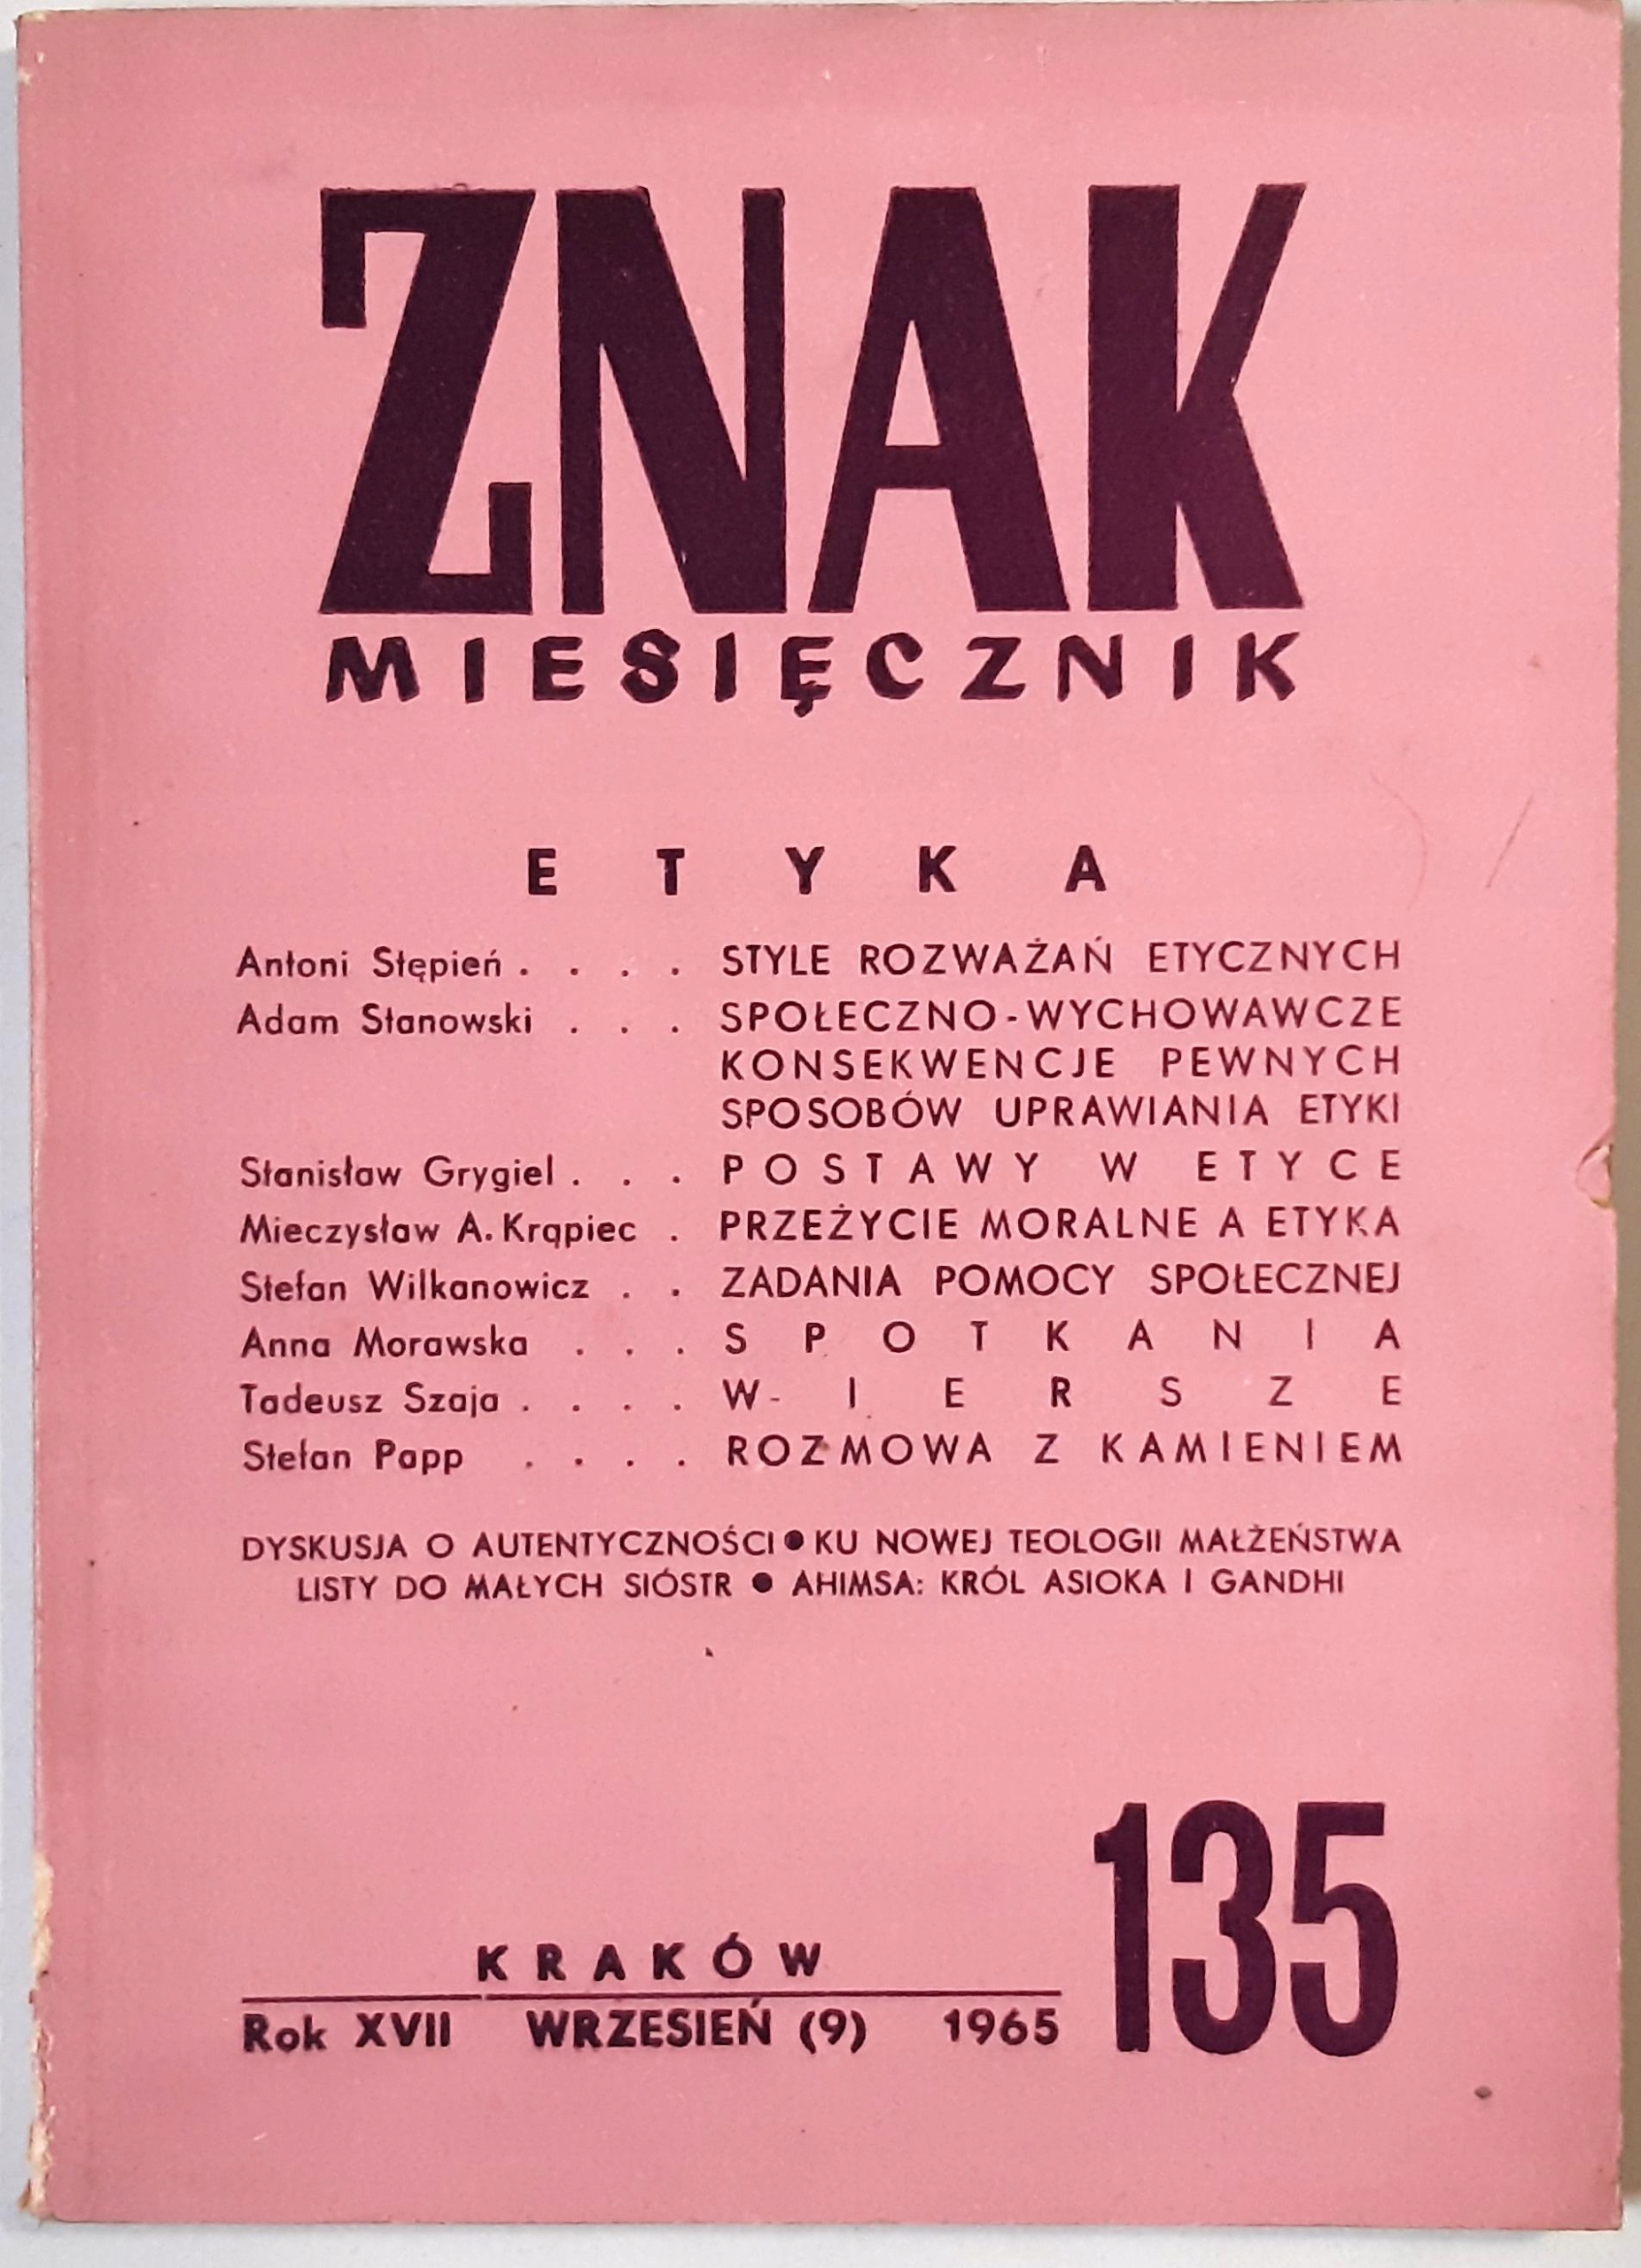 ZNAK
MIESIĘCZNIK
ETYKA
Antoni Stępień . . . . STYLE ROZWAŻAŃ ETYCZNYCH
Adam Stanowski . . . SPOŁECZNO-WYCHOWAWCZE
KONSEKWENCJE PEWNYCH
SPOSOBÓW UPRAWIANIA ETYKI
Stanisław Grygiel . . . POSTAWY W ETYCE
Mieczysław A. Krąpiec . PRZEŻYCIE MORALNE A ETYKA
Stefan Wilkanowicz . . ZADANIA POMOCY SPOŁECZNEJ
Anna Morawska . . . SPOTKANIA
Tadeusz Szaja . . . . WIERSZE
Stefan Papp . . . . ROZMOWA Z KAMIENIEM
DYSKUSJA O AUTENTYCZNOŚCI ● KU NOWEJ TEOLOGII MAŁŻEŃSTWA
LISTY DO MAŁYCH SIÓSTR ● AHIMSA: KRÓL ASIOKA I GANDHI
KRAKÓW
Rok XVII WRZESIEŃ (9) 1965
135